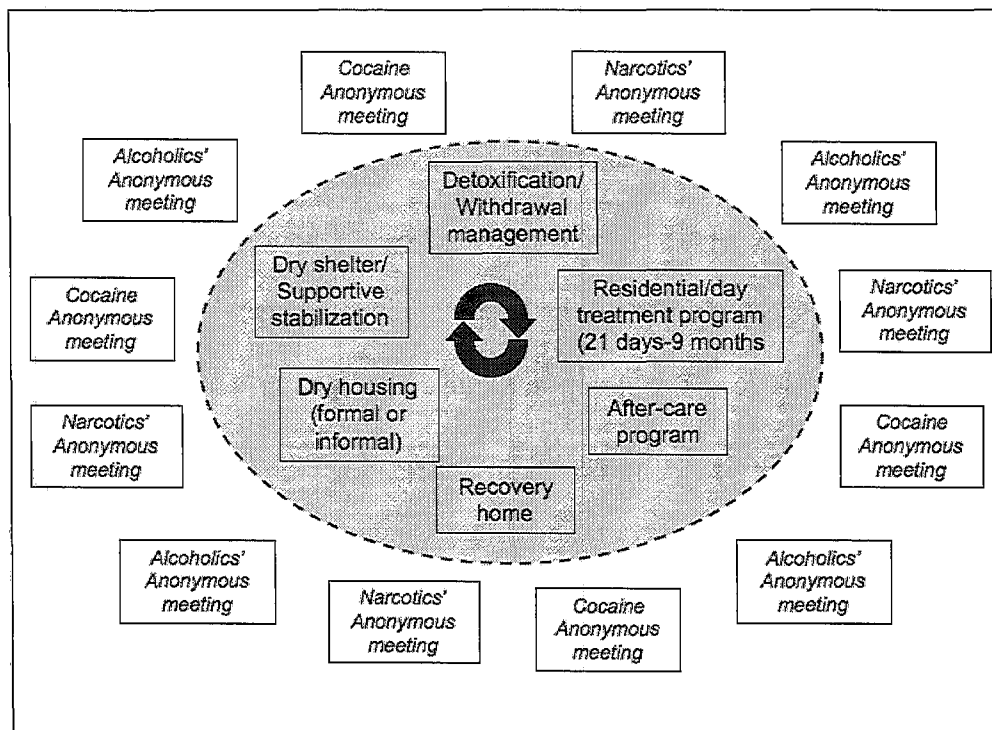 Cocaine
Anonymous
meeting
Narcotics'
Anonymous
meeting
Alcoholics'
Anonymous
meeting
Alcoholics'
Anonymous
meeting
Detoxification/
Withdrawal
management
Dry shelter/
Supportive
stabilization
Residential/day
treatment program
(21 days-9 months
Cocaine
Anonymous
meeting
Narcotics'
Anonymous
meeting
Dry housing
(formal or
informal)
After-care
program
Narcotics'
Anonymous
meeting
Cocaine
Anonymous
meeting
Recovery
home
Alcoholics'
Anonymous
meeting
Narcotics'
Anonymous
meeting
Cocaine
Anonymous
meeting
Alcoholics'
Anonymous
meeting